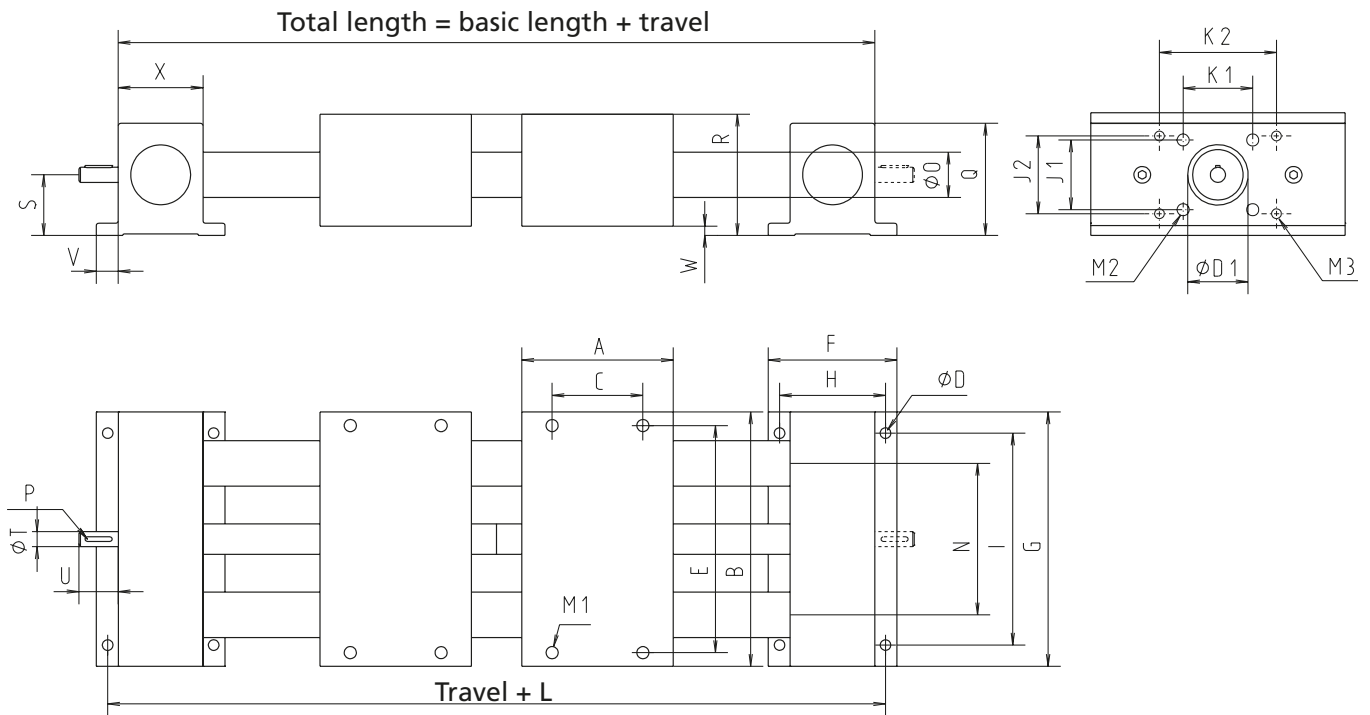 Total length = basic length + travel
X
R
ØO
Q
S
V
W
K2
K1
J2
J1
M2
ØD1
M3
A
F
C
H
ØD
P
ØT
U
E
B
N
I
G
M1
Travel + L